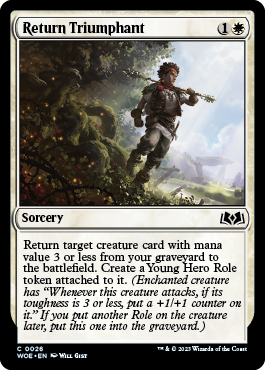 Return Triumphant
1
Sorcery
Return target creature card with mana
value 3 or less from your graveyard to
the battlefield. Create a Young Hero Role
token attached to it. (Enchanted creature
has “Whenever this creature attacks, if its
toughness is 3 or less, put a +1/+1 counter on
it.” If you put another Role on the creature
later, put this one into the graveyard.)
C 0026
WOE • EN WILL GIST
™ & © 2023 Wizards of the Coast